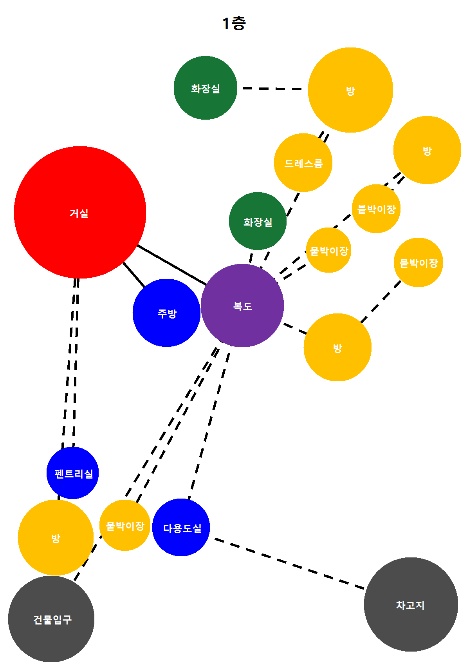 1층
화장실
방
드레스룸
방
붙박이장
거실
화장실
붙박이장
붙박이장
주방
복도
방
펜트리실
붙박이장
다용도실
방
건물입구
차고지